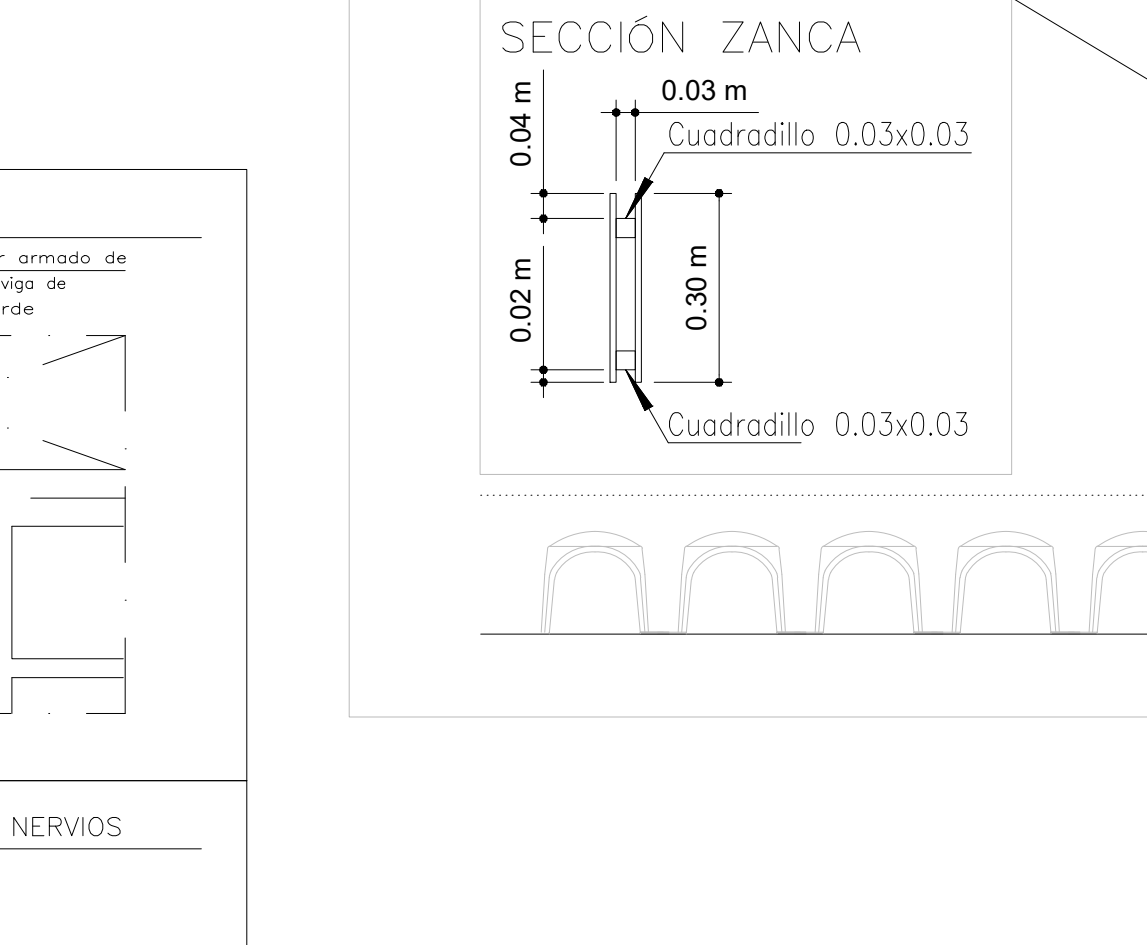 SECCIÓN ZANCA
0.04 m
0.03 m
Cuadradillo 0.03x0.03
0.02 m
0.30 m
Cuadradillo 0.03x0.03
r armado de
viga de
rde
NERVIOS